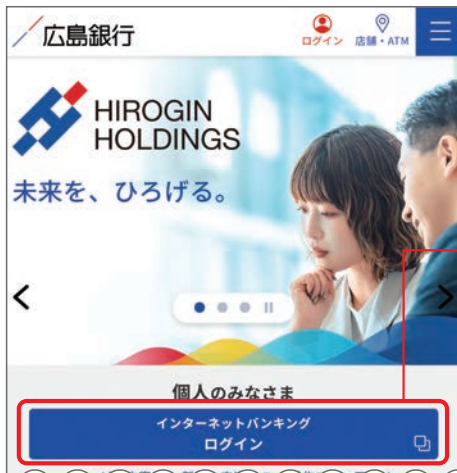 広島銀行
ログイン
店舗・ATM
HIROGIN
HOLDINGS
未来を、ひろげる。
個人のみなさま
インターネットバンキング
ログイン